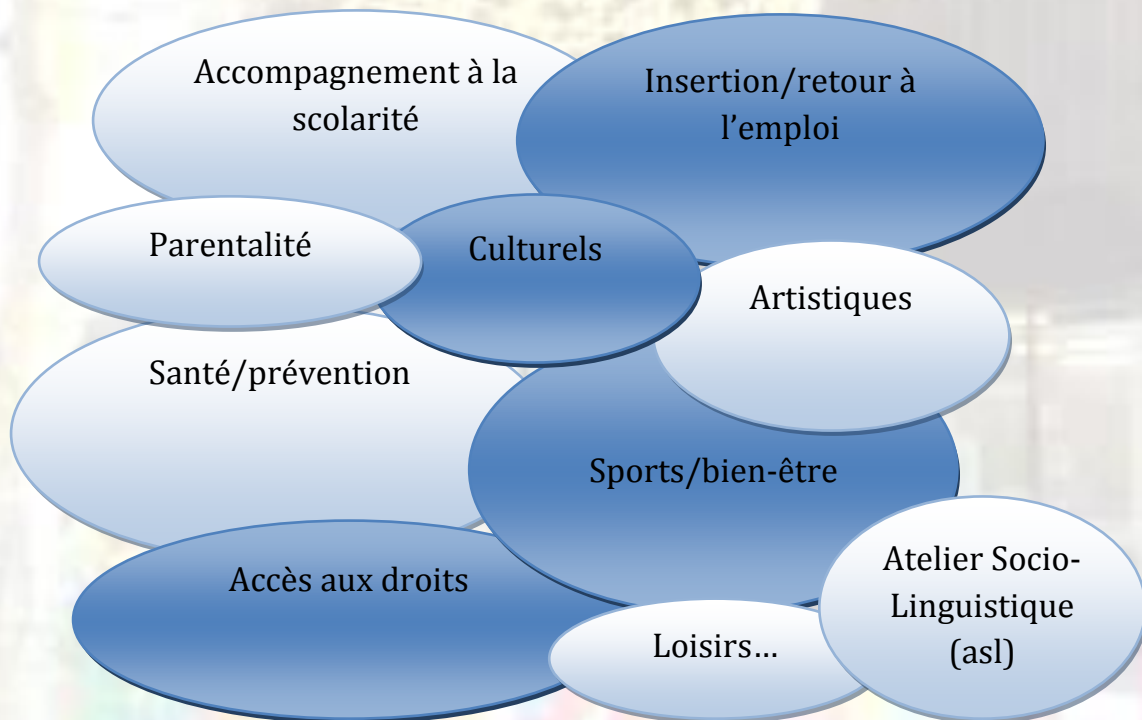 Accompagnement à la
scolarité
Insertion/retour à
l’emploi
Parentalité
Culturels
Artistiques
Santé/prévention
Sports/bien-être
Accès aux droits
Atelier Socio-
Linguistique
(asl)
Loisirs…